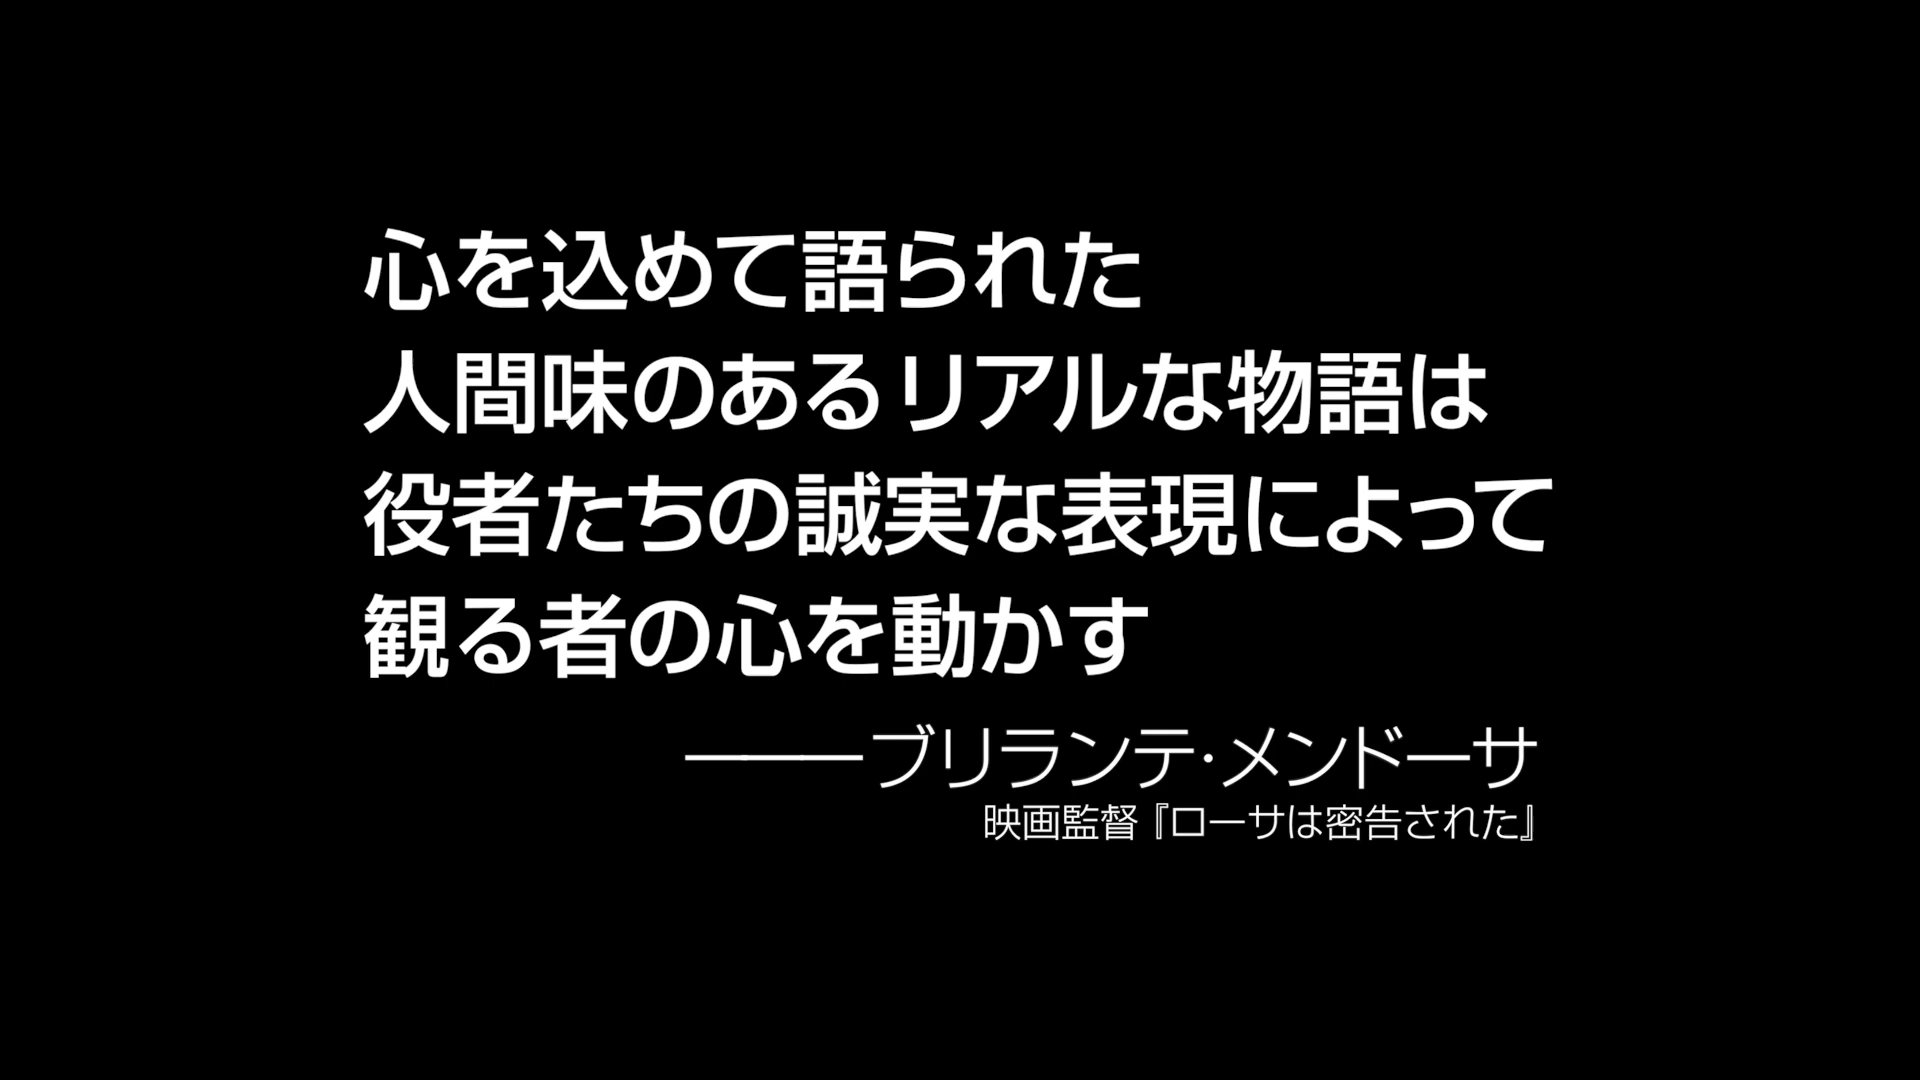 心を込めて語られた
人間味のあるリアルな物語は
役者たちの誠実な表現によって
観る者の心を動かす
───ブリランテ･メンドーサ
映画監督『ローサは密告された』